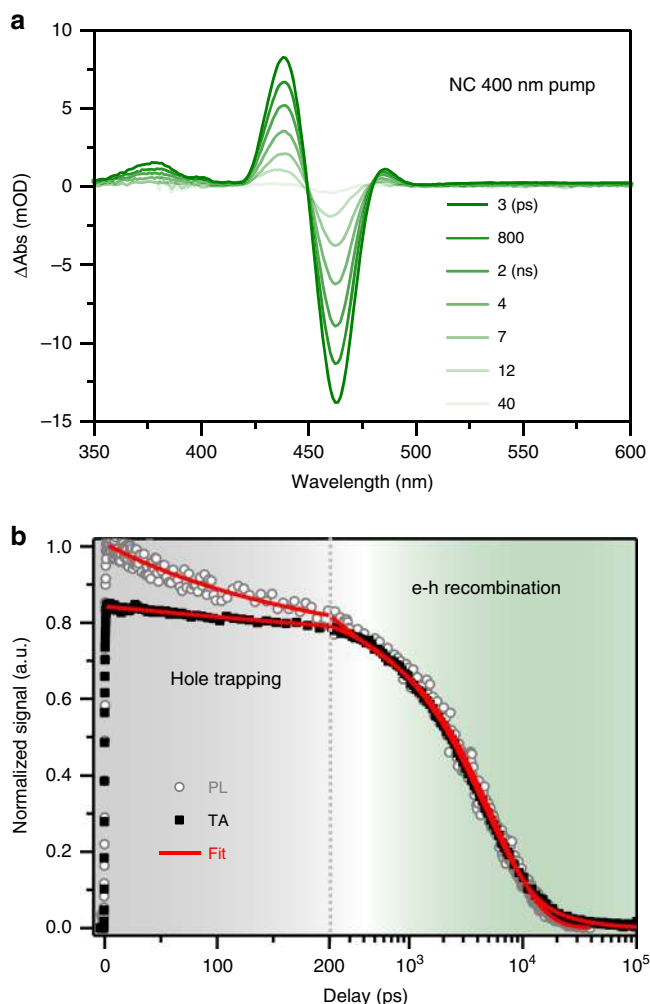 a
10
5
0
−5
−10
−15
ΔAbs (mOD)
NC 400 nm pump
3 (ps)
800
2 (ns)
4
7
12
40
350 400 450 500 550 600
Wavelength (nm)
b
1.0
0.8
0.6
0.4
0.2
0.0
Normalized signal (a.u.)
e-h recombination
Hole trapping
PL
TA
Fit
0 100 200 10³ 10⁴ 10⁵
Delay (ps)